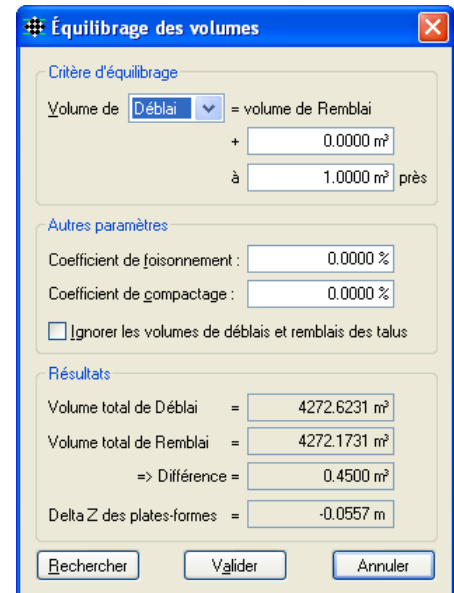 Équilibrage des volumes
Critère d'équilibrage
Volume de Déblai = volume de Remblai
+ 0.0000 m³
à 1.0000 m³ près
Autres paramètres
Coefficient de foisonnement : 0.0000 %
Coefficient de compactage : 0.0000 %
Ignorer les volumes de déblais et remblais des talus
Résultats
Volume total de Déblai = 4272.6231 m³
Volume total de Remblai = 4272.1731 m³
=> Différence = 0.4500 m³
Delta Z des plates-formes = -0.0557 m
Rechercher Valider Annuler